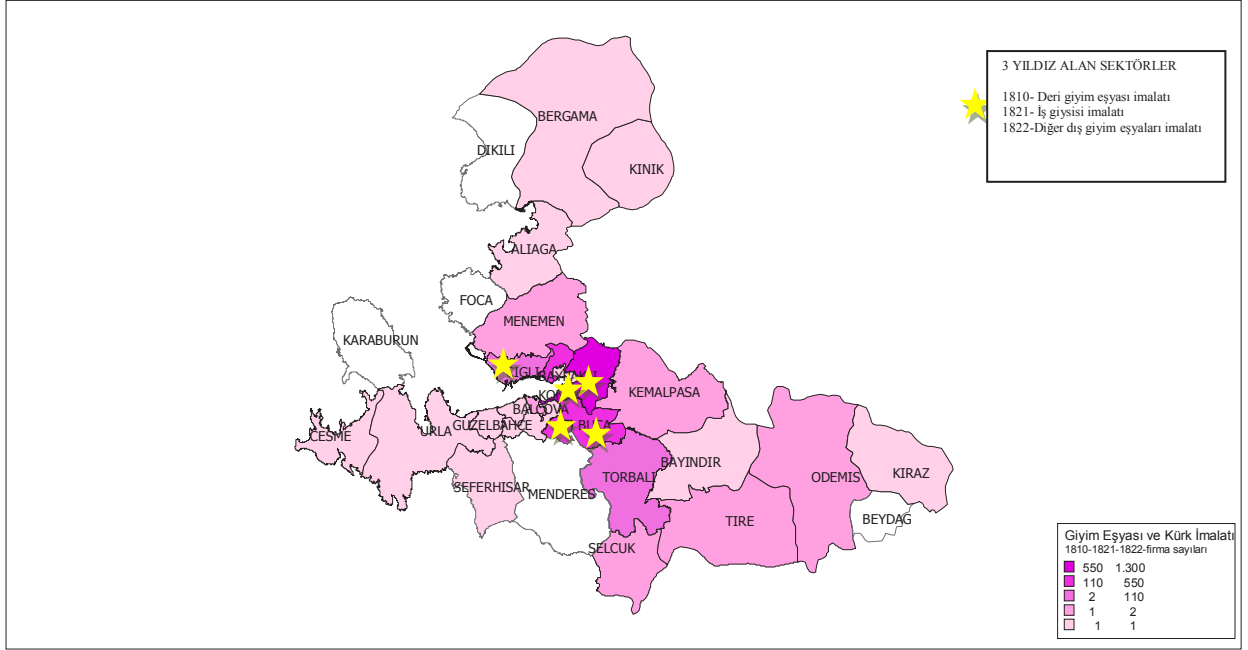 3 YILDIZ ALAN SEKTÖRLER
1810- Deri giyim eşyası imalatı
1821- İş giysisi imalatı
1822-Diğer dış giyim eşyaları imalatı
BERGAMA
DIKILI
KINIK
ALIAGA
FOCA
MENEMEN
KARABURUN
KEMALPASA
BALCOVA
CESME
URLA
GÜZELBAHCE
BAYINDIR
TORBALI
ODEMIS
KIRAZ
SEFERHISAR
MENDERES
BEYDAG
TIRE
SELCUK
Giyim Eşyası ve Kürk İmalatı
1810-1821-1822-firma sayıları
550 1.300
110 550
2 110
1 2
1 1